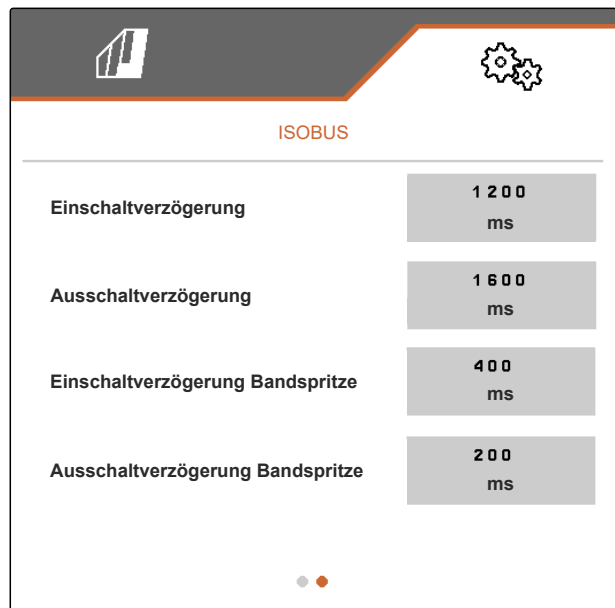 ISOBUS
Einschaltverzögerung
1200
ms
Ausschaltverzögerung
1600
ms
Einschaltverzögerung Bandspritze
400
ms
Ausschaltverzögerung Bandspritze
200
ms